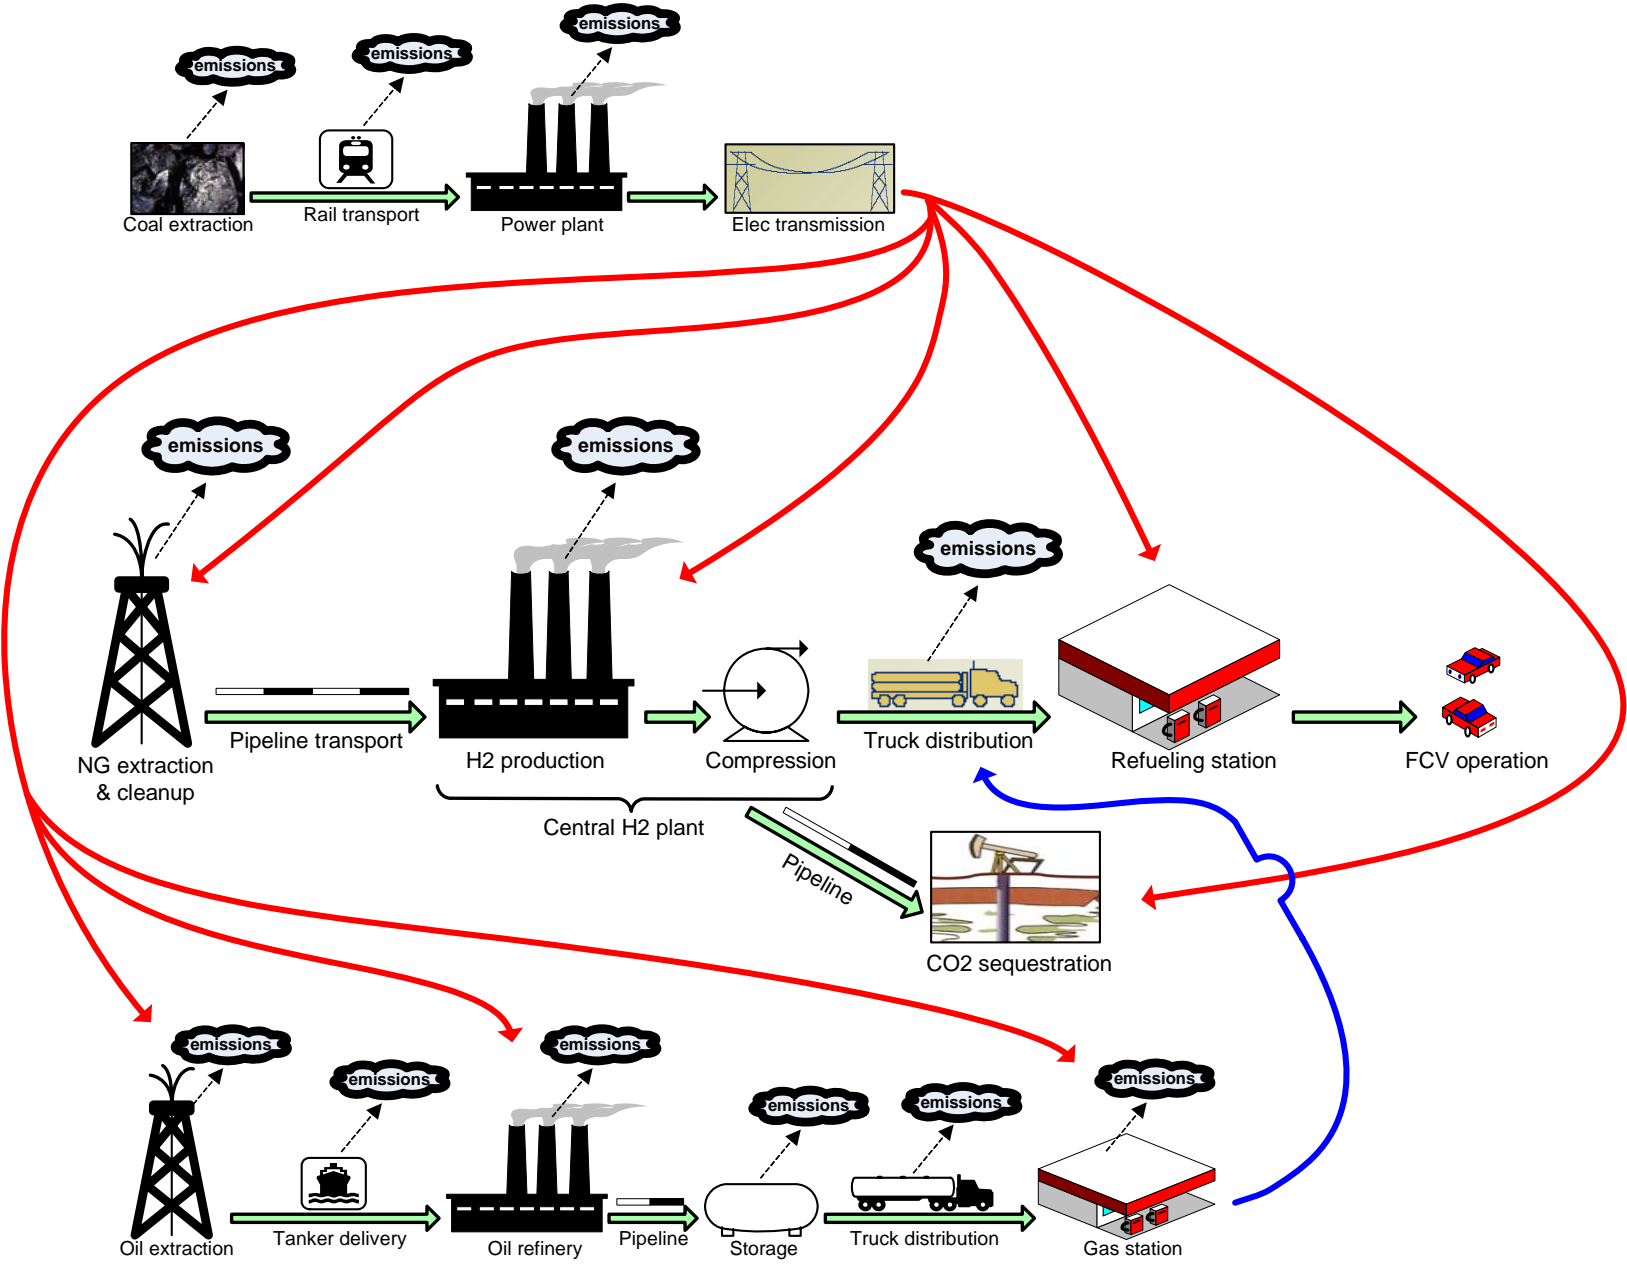 emissions
emissions
emissions
Coal extraction
Rail transport
Power plant
Elec transmission
emissions
emissions
emissions
NG extraction
& cleanup
Pipeline transport
H2 production
Compression
Truck distribution
Refueling station
FCV operation
Central H2 plant
Pipeline
CO2 sequestration
emissions
emissions
emissions
emissions
emissions
emissions
Oil extraction
Tanker delivery
Oil refinery
Pipeline
Storage
Truck distribution
Gas station